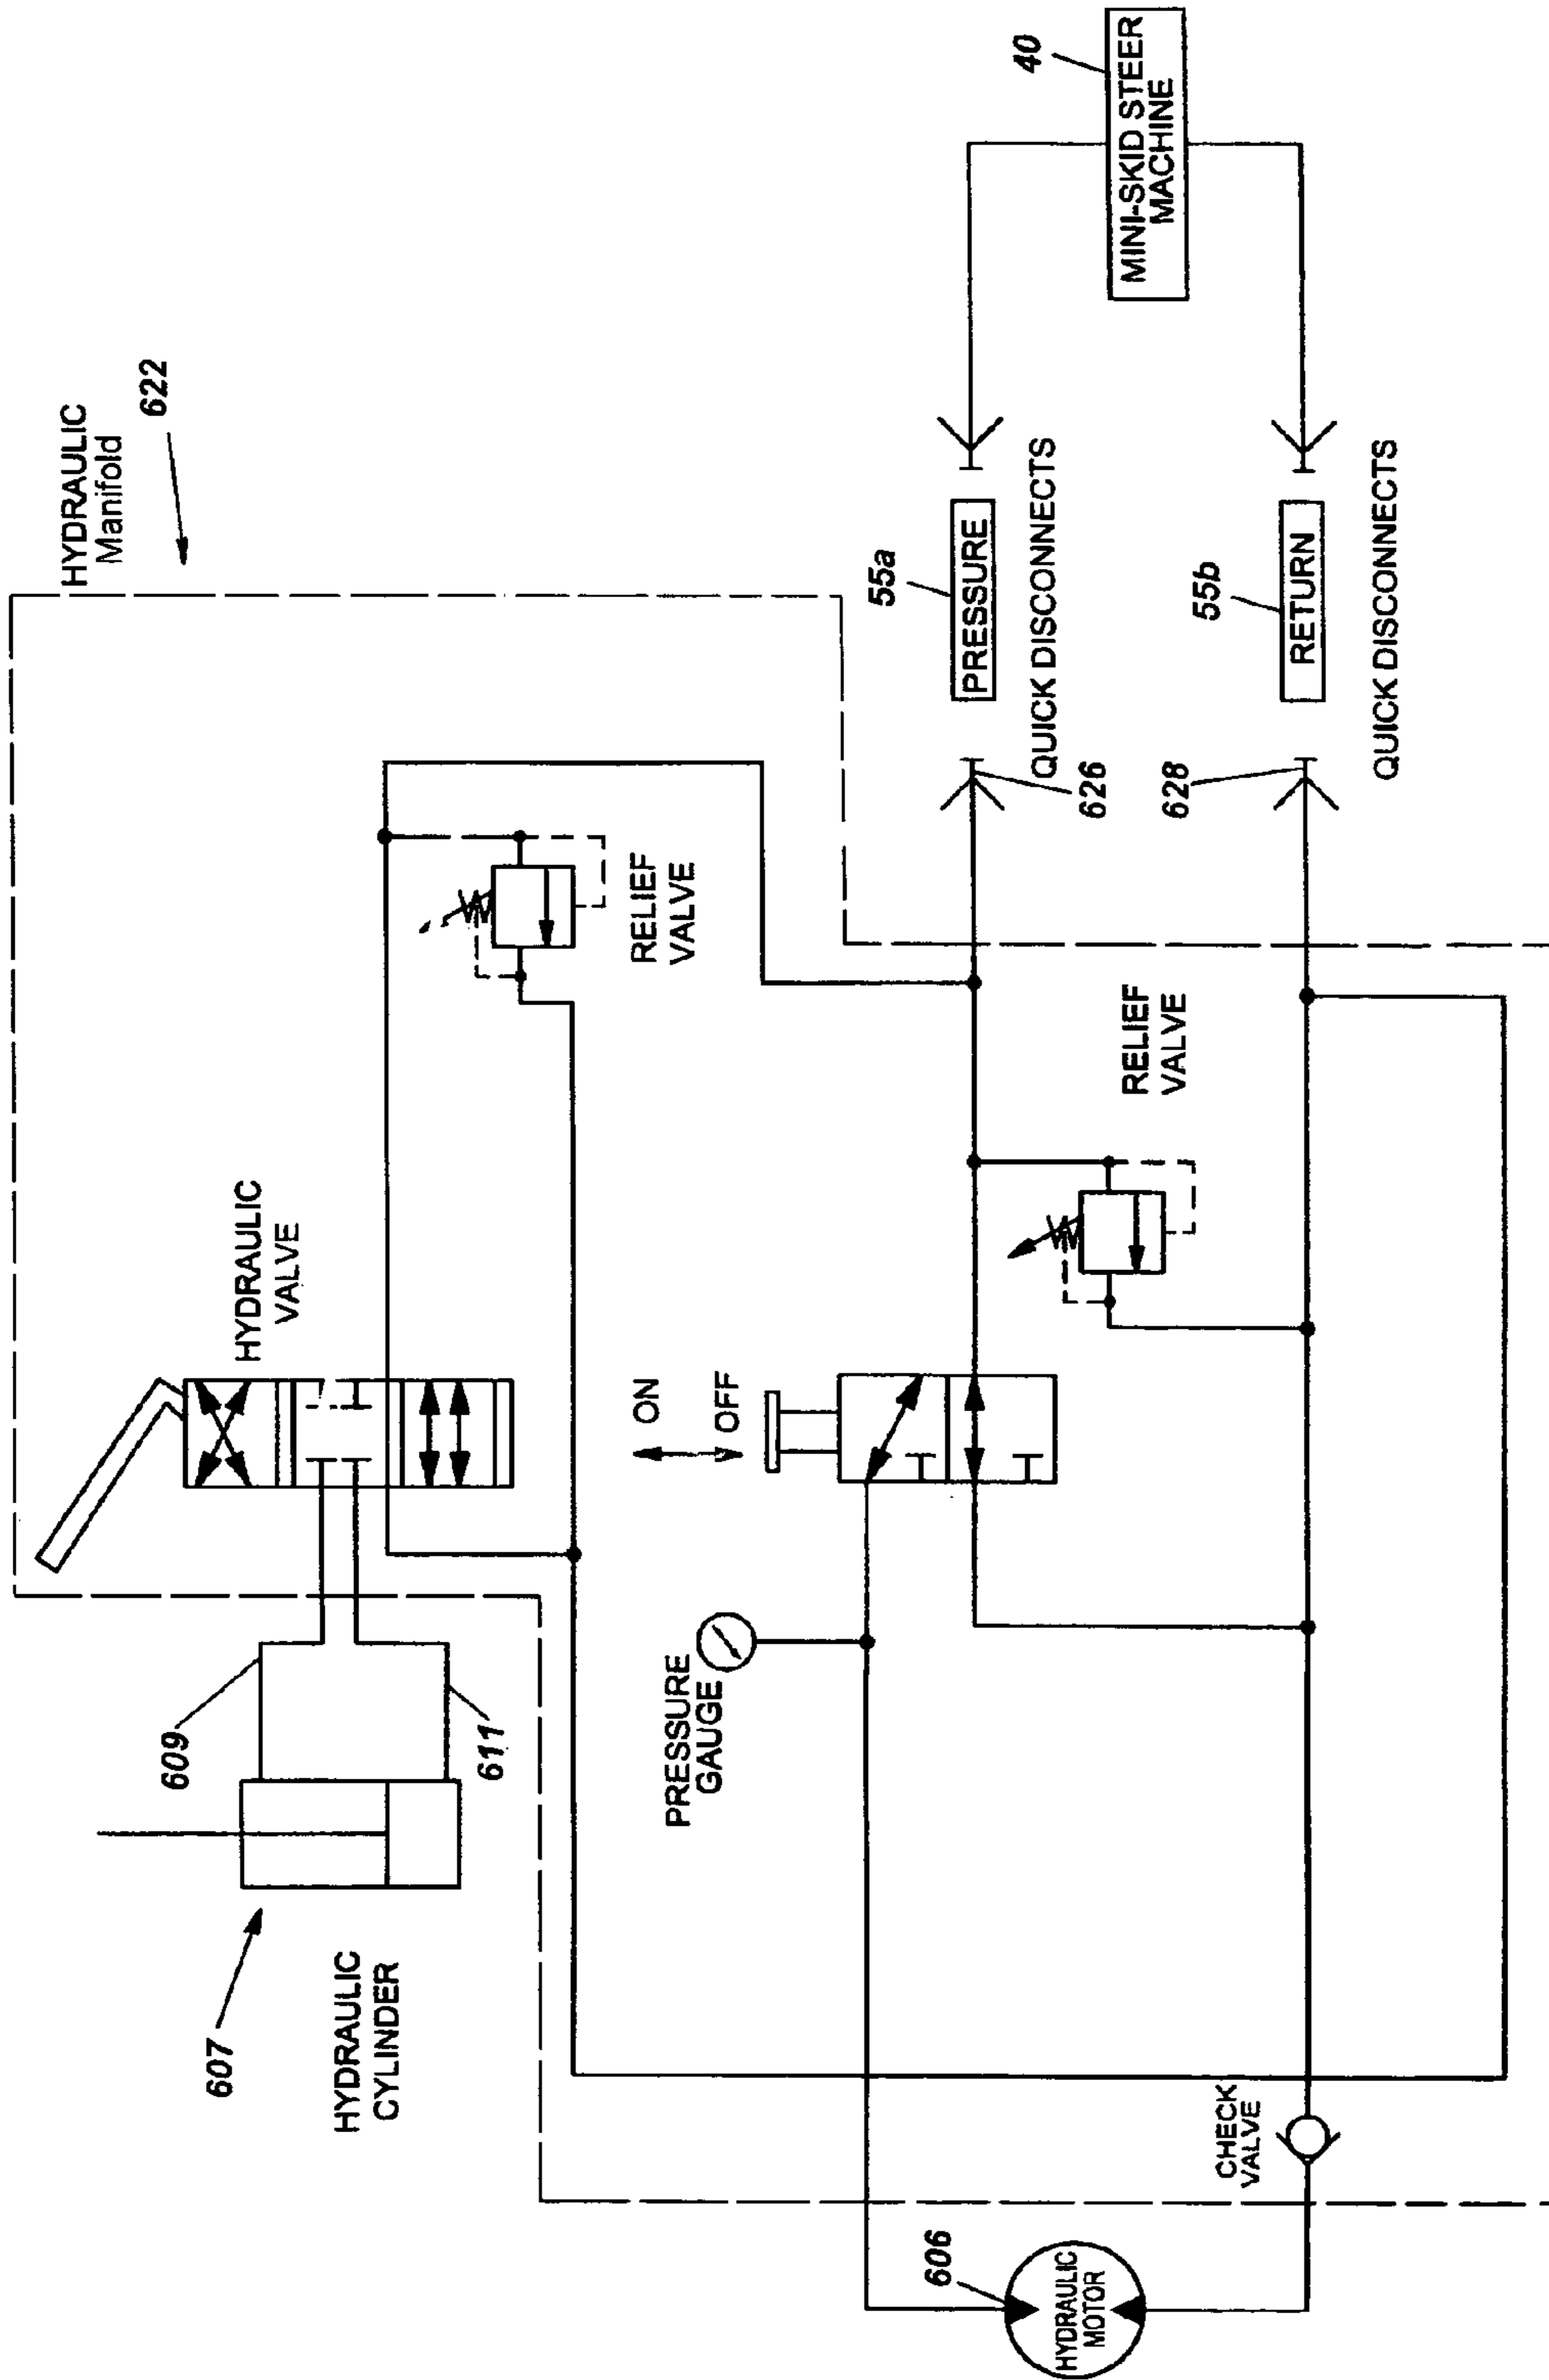 HYDRAULIC
Manifold
622
HYDRAULIC
VALVE
RELIEF
VALVE
609
611
607
HYDRAULIC
CYLINDER
ON
OFF
PRESSURE
GAUGE
RELIEF
VALVE
55a
PRESSURE
QUICK DISCONNECTS
626
628
55b
RETURN
QUICK DISCONNECTS
40
MINI-SKID STEER
MACHINE
CHECK
VALVE
606
HYDRAULIC
MOTOR